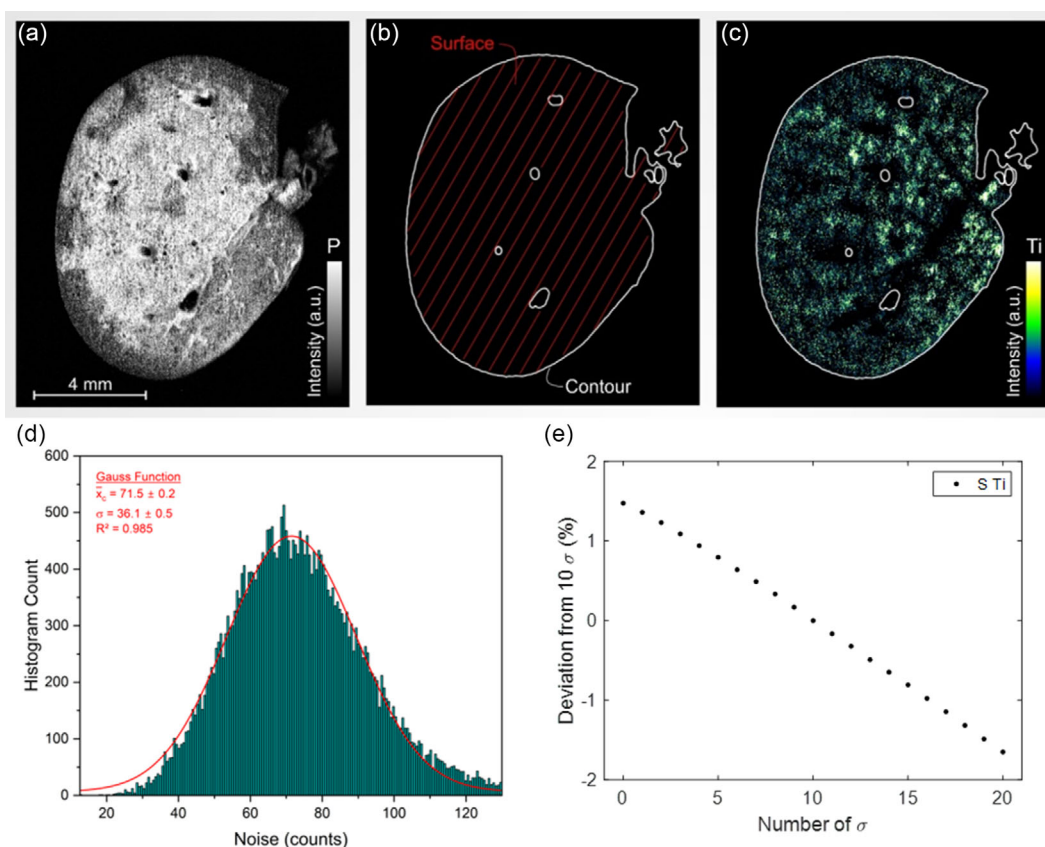 (a)
P
Intensity (a.u.)
4 mm
(b)
Surface
Contour
(c)
Ti
Intensity (a.u.)
(d)
600
500
400
300
200
100
0
Histogram Count
Gauss Function
x̄c = 71.5 ± 0.2
σ = 36.1 ± 0.5
R² = 0.985
20 40 60 80 100 120
Noise (counts)
(e)
2
1
0
-1
-2
Deviation from 10 σ (%)
S Ti
0 5 10 15 20
Number of σ